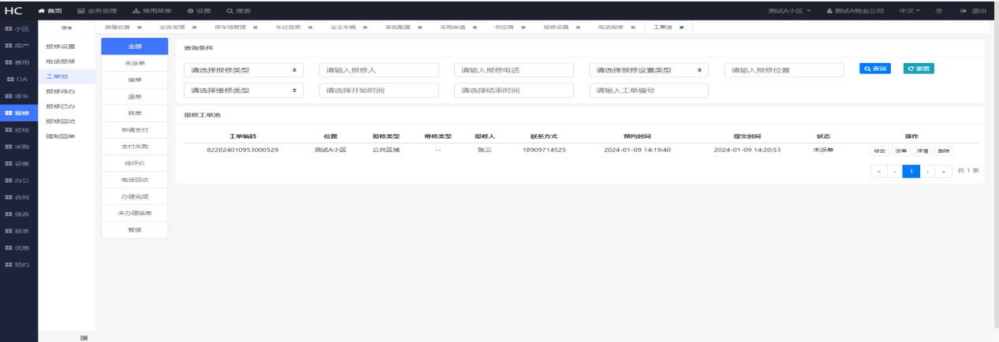 HC 首页 业务受理 常用菜单 设置 搜索 测试A小区 测试A物业公司 中文 退出
小区
房产
费用
OA
停车
报修
巡检
采购
设备
办公
合同
保养
报表
优惠
预约
报修
报修设置
电话报修
工单池
报修待办
报修已办
报修回访
强制回单
房屋收费 × 业务受理 × 停车场管理 × 车位信息 × 业主车辆 × 审批配置 × 采购申请 × 供应商 × 报修设置 × 电话报修 × 工单池 ×
全部
未派单
接单
退单
转单
申请支付
支付失败
待评价
电话回访
办理完成
未办理结单
暂停
查询条件
请选择报修类型 请输入报修人 请输入报修电话 请选择报修设置类型 请输入报修位置 查询 重置
请选择维修类型 请选择开始时间 请选择结束时间 请输入工单编号
报修工单池
工单编码 位置 报修类型 维修类型 报修人 联系方式 预约时间 提交时间 状态 操作
822024010953000529 测试A小区 公共区域 -- 张三 18909714525 2024-01-09 14:19:40 2024-01-09 14:20:53 未派单 修改 派单 详情 删除
« ‹ 1 › » 共 1 条